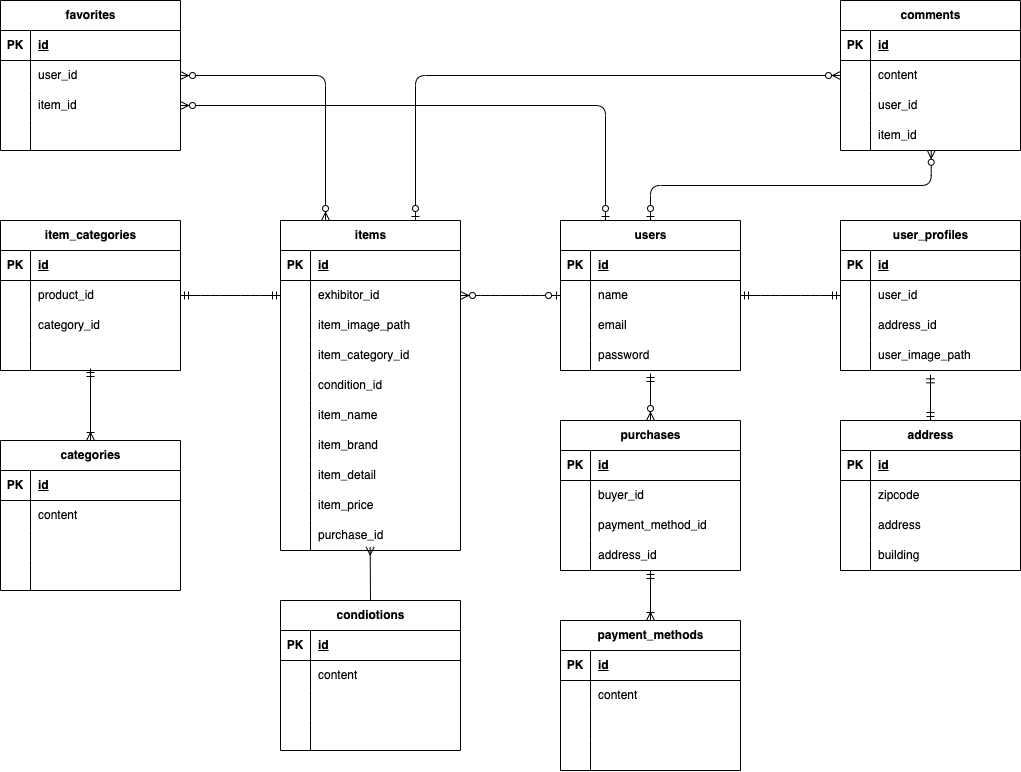 favorites
PK id
user_id
item_id
comments
PK id
content
user_id
item_id
item_categories
PK id
product_id
category_id
items
PK id
exhibitor_id
item_image_path
item_category_id
condition_id
item_name
item_brand
item_detail
item_price
purchase_id
users
PK id
name
email
password
user_profiles
PK id
user_id
address_id
user_image_path
categories
PK id
content
purchases
PK id
buyer_id
payment_method_id
address_id
address
PK id
zipcode
address
building
condiotions
PK id
content
payment_methods
PK id
content